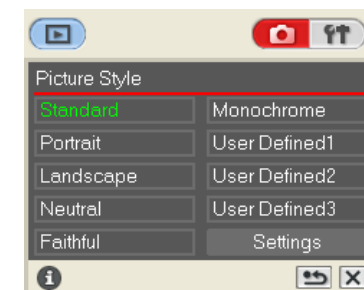 Picture Style
Standard
Monochrome
Portrait
User Defined1
Landscape
User Defined2
Neutral
User Defined3
Faithful
Settings